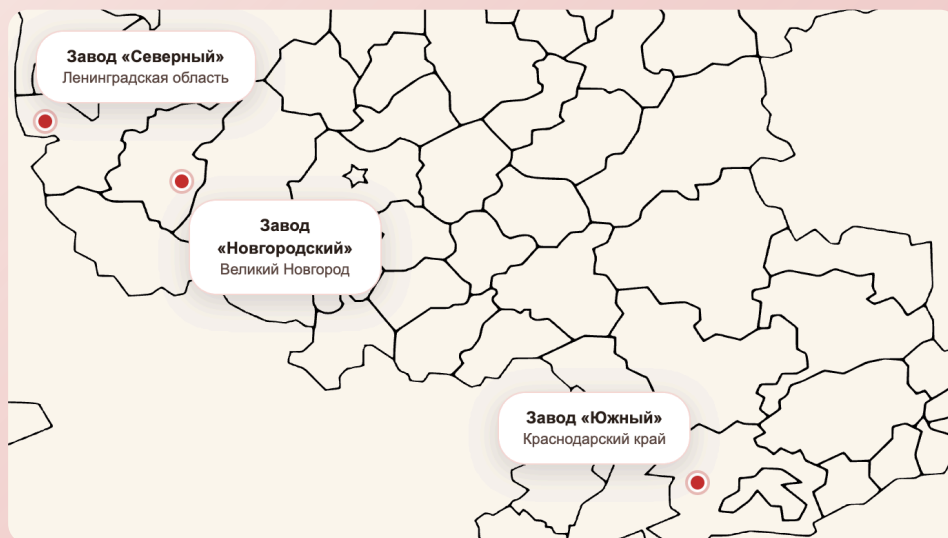 Завод «Северный»
Ленинградская область
Завод
«Новгородский»
Великий Новгород
Завод «Южный»
Краснодарский край